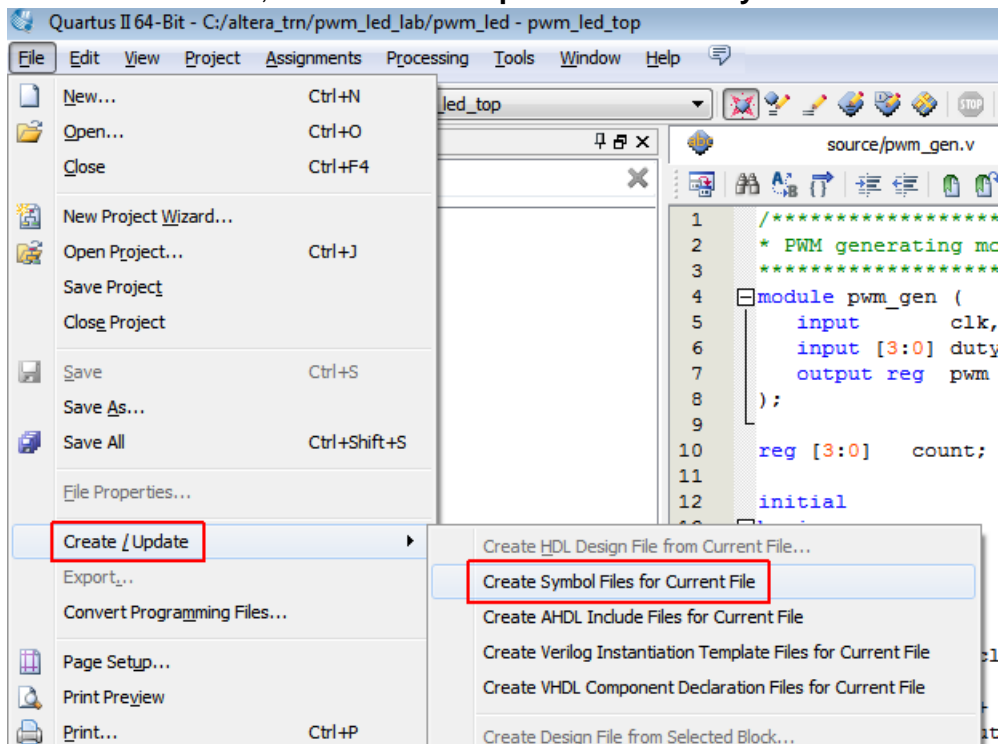 Quartus II 64-Bit - C:/altera_trn/pwm_led_lab/pwm_led - pwm_led_top
File Edit View Project Assignments Processing Tools Window Help
New... Ctrl+N
_led_top
STOP
Open... Ctrl+O
abc source/pwm_gen.v
Close Ctrl+F4
New Project Wizard...
Open Project... Ctrl+J
Save Project
Close Project
Save Ctrl+S
Save As...
Save All Ctrl+Shift+S
File Properties...
Create / Update
Export...
Convert Programming Files...
Page Setup...
Print Preview
Print... Ctrl+P
1 /******************
2 * PWM generating
3 ******************
4 module pwm_gen (
5 input clk,
6 input [3:0] duty
7 output reg pwm
8 );
9
10 reg [3:0] count;
11
12 initial
Create HDL Design File from Current File...
Create Symbol Files for Current File
Create AHDL Include Files for Current File
Create Verilog Instantiation Template Files for Current File
Create VHDL Component Declaration Files for Current File
Create Design File from Selected Block...